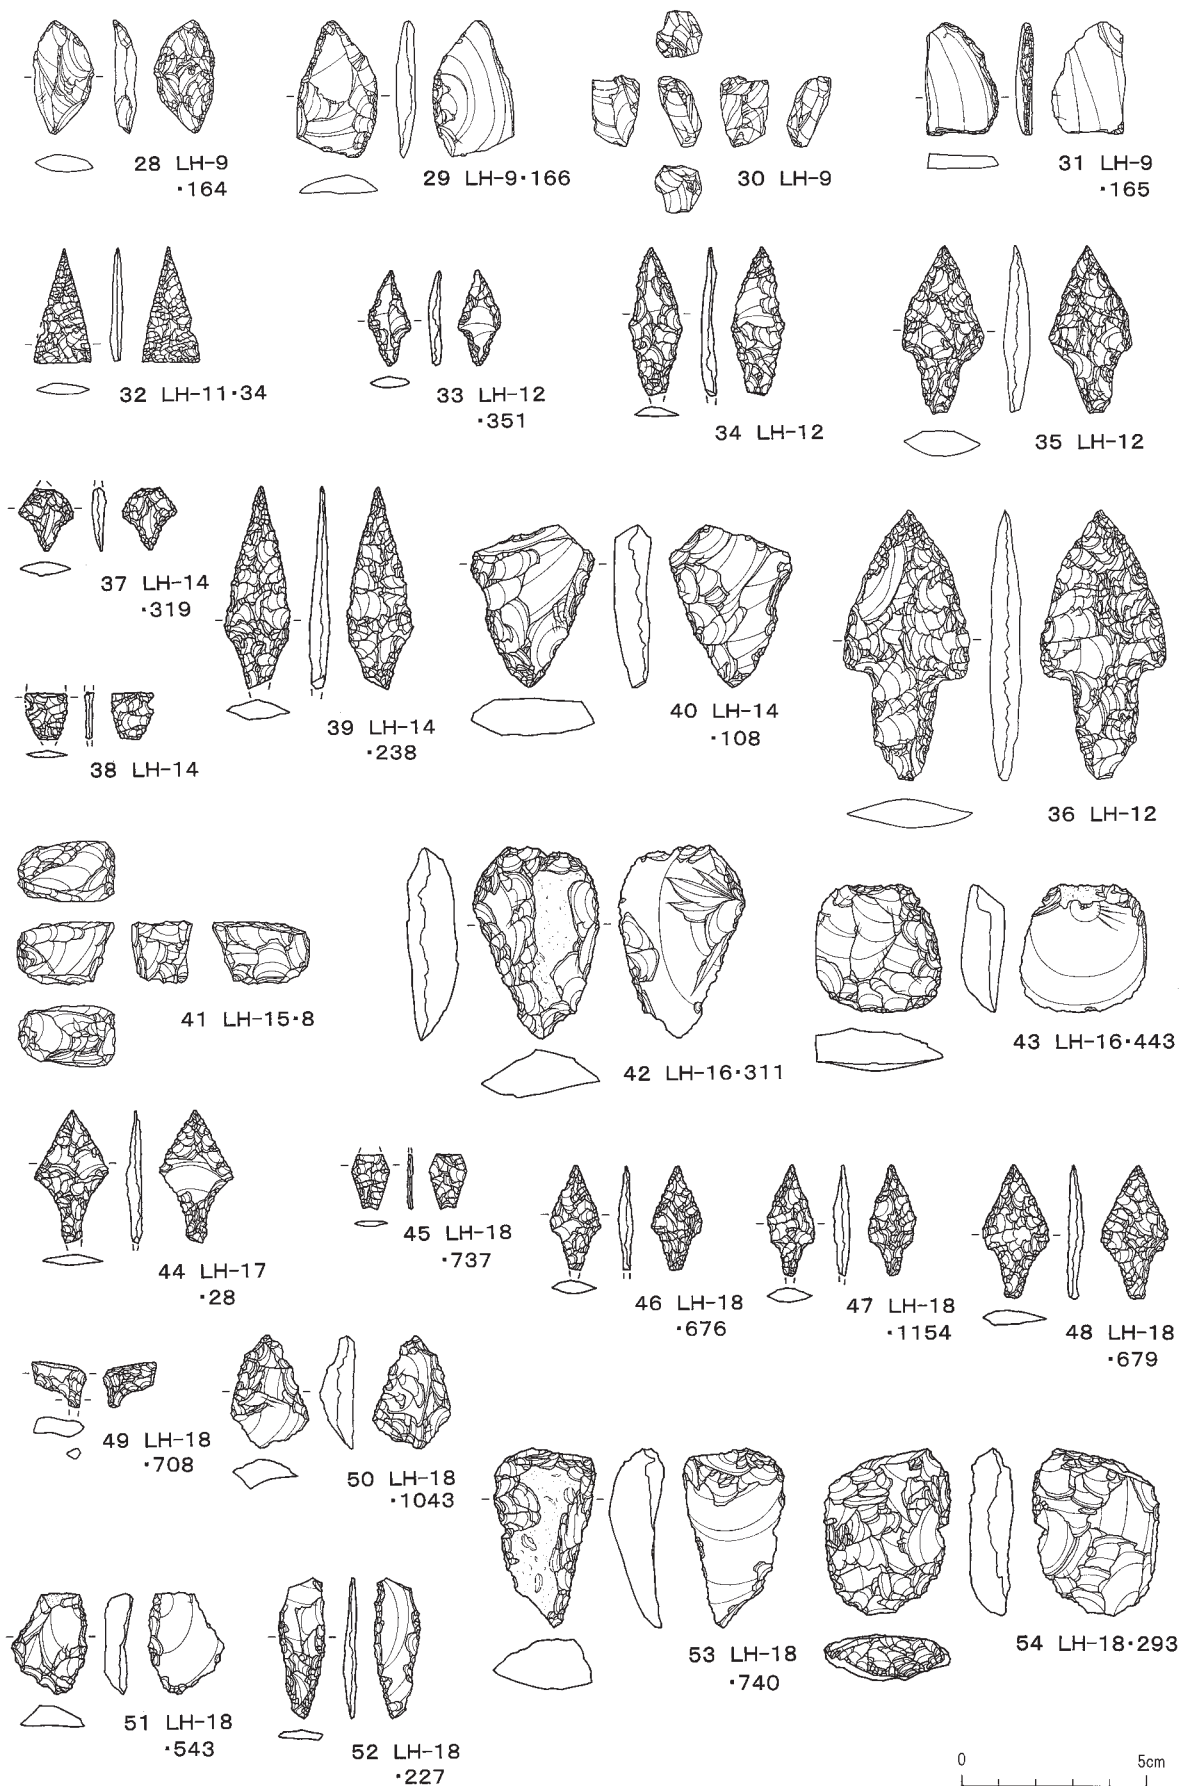 28 LH-9
·164
29 LH-9·166
30 LH-9
31 LH-9
·165
32 LH-11·34
33 LH-12
·351
34 LH-12
35 LH-12
37 LH-14
·319
38 LH-14
39 LH-14
·238
40 LH-14
·108
36 LH-12
41 LH-15·8
42 LH-16·311
43 LH-16·443
44 LH-17
·28
45 LH-18
·737
46 LH-18
·676
47 LH-18
·1154
48 LH-18
·679
49 LH-18
·708
50 LH-18
·1043
51 LH-18
·543
52 LH-18
·227
53 LH-18
·740
54 LH-18·293
0 5cm